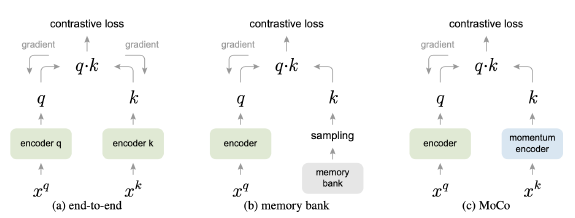 contrastive loss
gradient
gradient
q·k
q
k
encoder q
encoder k
x^q
x^k
(a) end-to-end
contrastive loss
gradient
q·k
q
k
sampling
encoder
memory
bank
x^q
(b) memory bank
contrastive loss
gradient
q·k
q
k
encoder
momentum
encoder
x^q
x^k
(c) MoCo